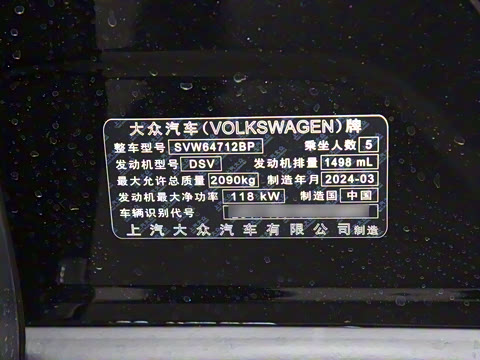 大众汽车(VOLKSWAGEN)牌
整车型号 SVW64712BP 乘坐人数 5
发动机型号 DSV 发动机排量 1498 mL
最大允许总质量 2090kg 制造年月 2024-03
发动机最大净功率 118 kW 制造国 中国
车辆识别代号
上汽大众汽车有限公司制造